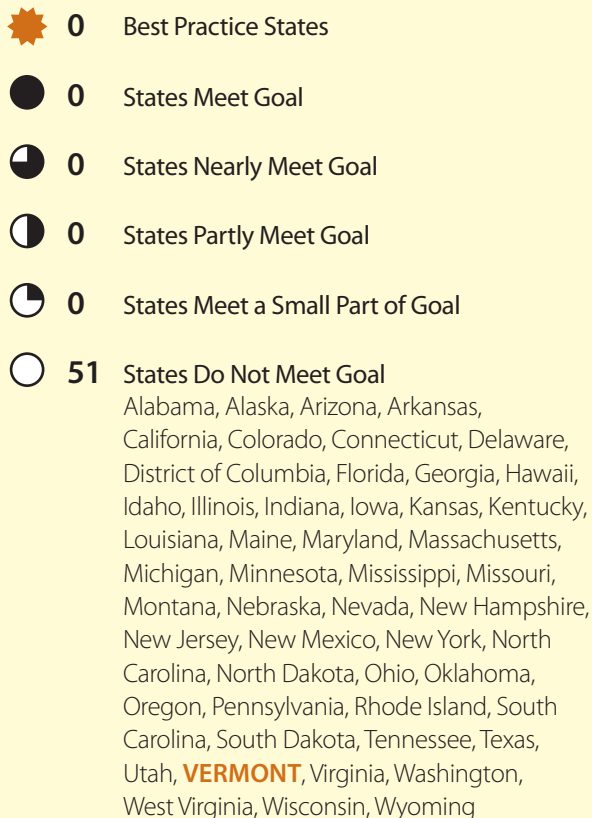 0 Best Practice States
0 States Meet Goal
0 States Nearly Meet Goal
0 States Partly Meet Goal
0 States Meet a Small Part of Goal
51 States Do Not Meet Goal
Alabama, Alaska, Arizona, Arkansas,
California, Colorado, Connecticut, Delaware,
District of Columbia, Florida, Georgia, Hawaii,
Idaho, Illinois, Indiana, Iowa, Kansas, Kentucky,
Louisiana, Maine, Maryland, Massachusetts,
Michigan, Minnesota, Mississippi, Missouri,
Montana, Nebraska, Nevada, New Hampshire,
New Jersey, New Mexico, New York, North
Carolina, North Dakota, Ohio, Oklahoma,
Oregon, Pennsylvania, Rhode Island, South
Carolina, South Dakota, Tennessee, Texas,
Utah, VERMONT, Virginia, Washington,
West Virginia, Wisconsin, Wyoming